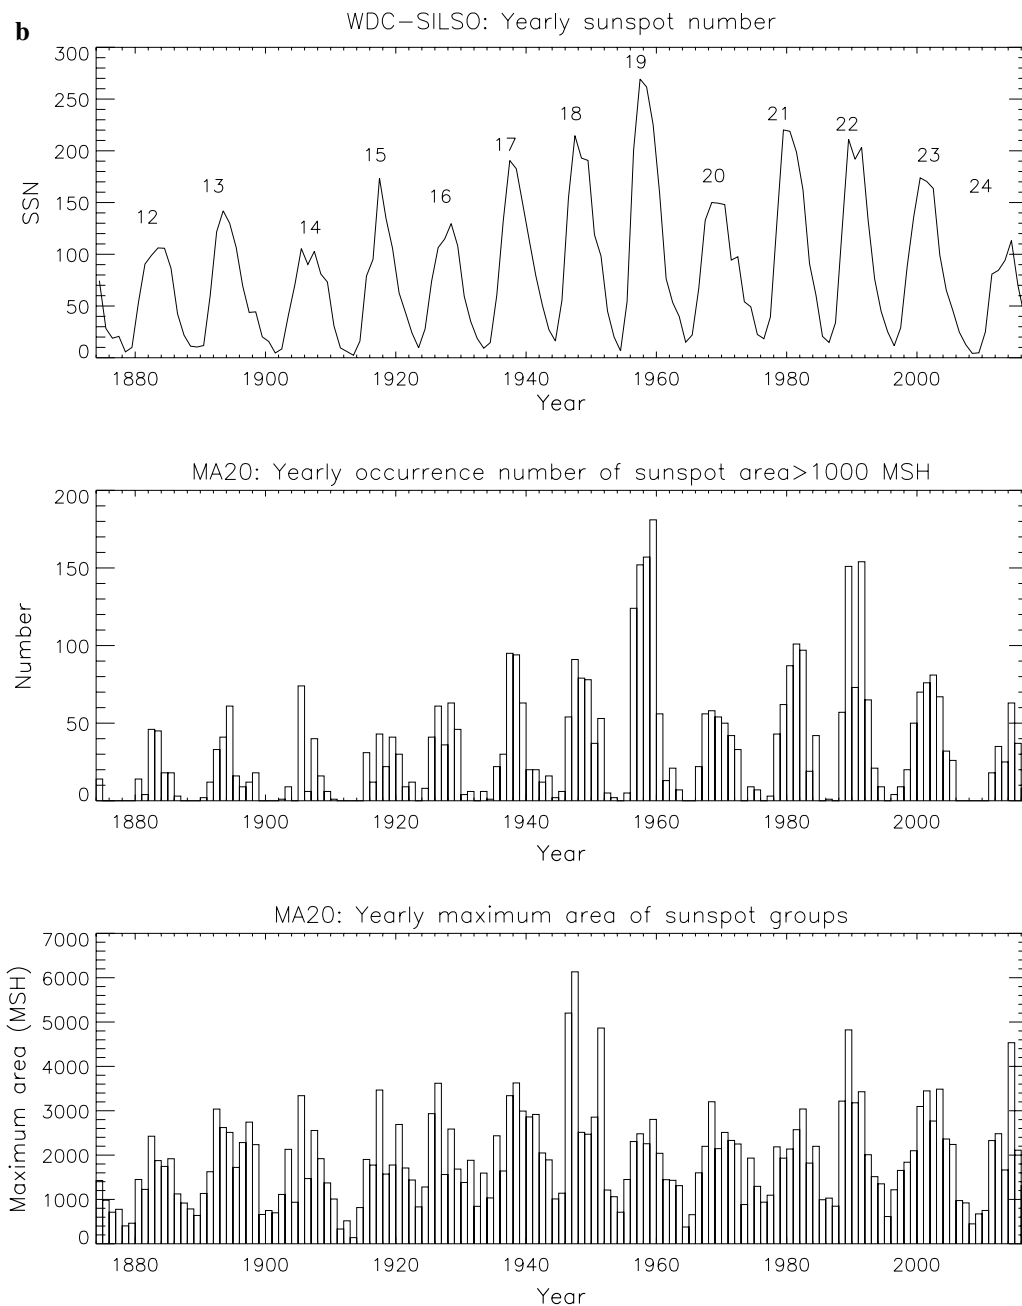 b
WDC-SILSO: Yearly sunspot number
300
250
200
150
100
50
0
SSN
12
13
14
15
16
17
18
19
20
21
22
23
24
1880 1900 1920 1940 1960 1980 2000
Year
MA20: Yearly occurrence number of sunspot area>1000 MSH
200
150
100
50
0
Number
1880 1900 1920 1940 1960 1980 2000
Year
MA20: Yearly maximum area of sunspot groups
7000
6000
5000
4000
3000
2000
1000
0
Maximum area (MSH)
1880 1900 1920 1940 1960 1980 2000
Year